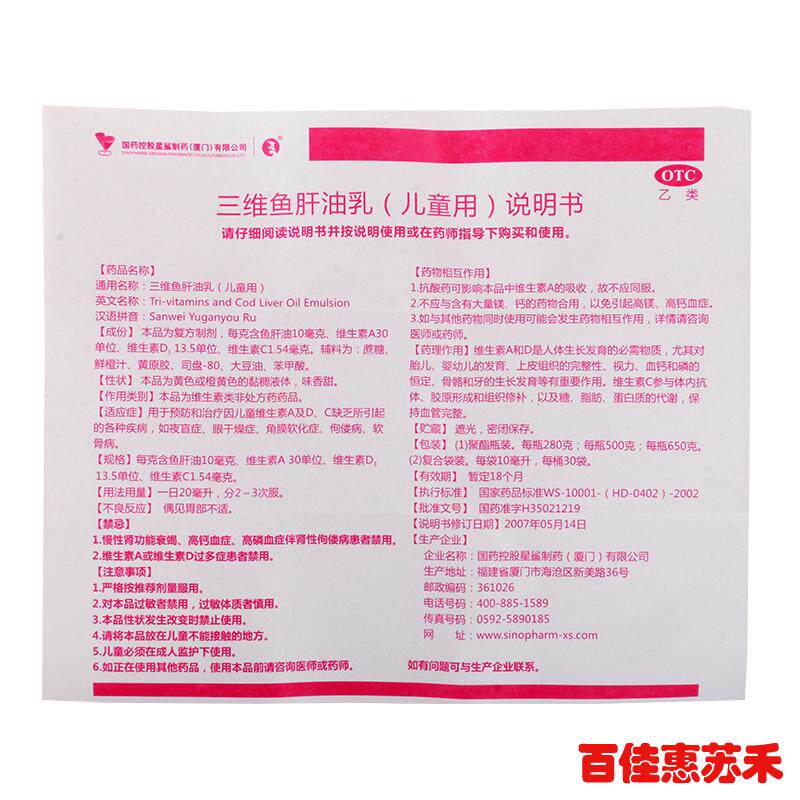 国药控股星鲨制药(厦门)有限公司
SINOPHARM XINGSHA PHARMACEUTICALS(XIAMEN)CO.,LTD
OTC
乙类
三维鱼肝油乳（儿童用）说明书
请仔细阅读说明书并按说明使用或在药师指导下购买和使用。
【药品名称】
通用名称：三维鱼肝油乳（儿童用）
英文名称：Tri-vitamins and Cod Liver Oil Emulsion
汉语拼音：Sanwei Yuganyou Ru
【成份】 本品为复方制剂，每克含鱼肝油10毫克、维生素A30
单位、维生素D₃ 13.5单位、维生素C1.54毫克。辅料为：蔗糖、
鲜橙汁、黄原胶、司盘-80、大豆油、苯甲酸。
【性状】 本品为黄色或橙黄色的黏稠液体，味香甜。
【作用类别】本品为维生素类非处方药药品。
【适应症】用于预防和治疗因儿童维生素A及D、C缺乏所引起
的各种疾病，如夜盲症、眼干燥症、角膜软化症、佝偻病、软
骨病。
【规格】每克含鱼肝油10毫克、维生素A 30单位、维生素D₃
13.5单位、维生素C1.54毫克。
【用法用量】一日20毫升，分2～3次服。
【不良反应】 偶见胃部不适。
【禁忌】
1.慢性肾功能衰竭、高钙血症、高磷血症伴肾性佝偻病患者禁用。
2.维生素A或维生素D过多症患者禁用。
【注意事项】
1.严格按推荐剂量服用。
2.对本品过敏者禁用，过敏体质者慎用。
3.本品性状发生改变时禁止使用。
4.请将本品放在儿童不能接触的地方。
5.儿童必须在成人监护下使用。
6.如正在使用其他药品，使用本品前请咨询医师或药师。
【药物相互作用】
1.抗酸药可影响本品中维生素A的吸收，故不应同服。
2.不应与含有大量镁、钙的药物合用，以免引起高镁、高钙血症。
3.如与其他药物同时使用可能会发生药物相互作用，详情请咨询
医师或药师。
【药理作用】维生素A和D是人体生长发育的必需物质，尤其对
胎儿、婴幼儿的发育、上皮组织的完整性、视力、血钙和磷的
恒定、骨骼和牙的生长发育等有重要作用。维生素C参与体内抗
体、胶原形成和组织修补，以及糖、脂肪、蛋白质的代谢，保
持血管完整。
【贮藏】 遮光，密闭保存。
【包装】(1)聚酯瓶装。每瓶280克；每瓶500克；每瓶650克。
(2)复合袋装。每袋10毫升，每桶30袋。
【有效期】 暂定18个月
【执行标准】 国家药品标准WS-10001-（HD-0402）-2002
【批准文号】 国药准字H35021219
【说明书修订日期】2007年05月14日
【生产企业】
企业名称：国药控股星鲨制药（厦门）有限公司
生产地址：福建省厦门市海沧区新美路36号
邮政编码：361026
电话号码：400-885-1589
传真号码：0592-5890185
网 址：www.sinopharm-xs.com
如有问题可与生产企业联系。
百佳惠苏禾